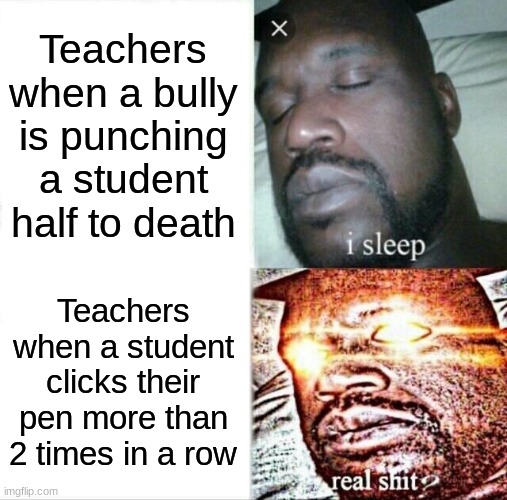 Teachers
when a bully
is punching
a student
half to death
i sleep
Teachers
when a student
clicks their
pen more than
2 times in a row
real shit?
imgflip.com